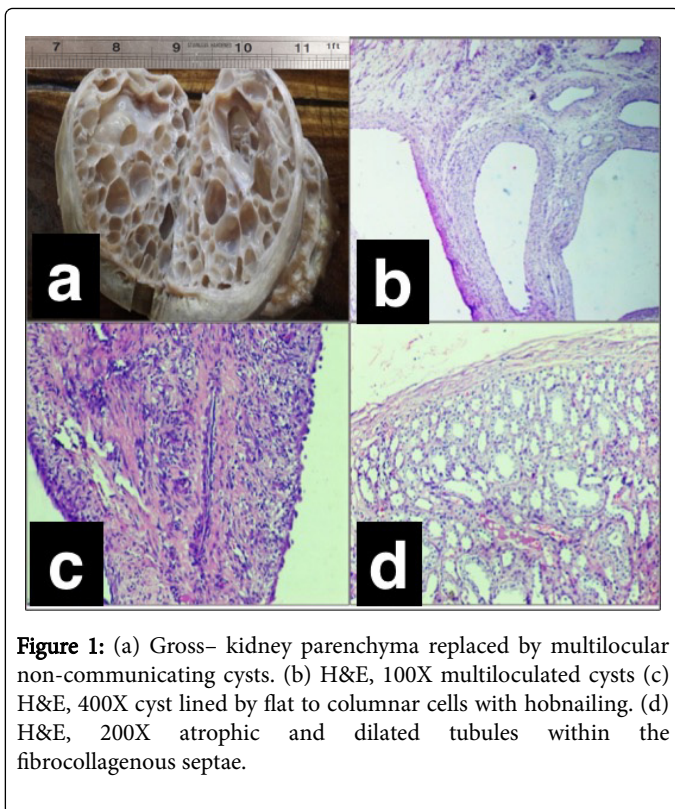 7 8 9 10 11 1ft
a
b
c
d
Figure 1: (a) Gross– kidney parenchyma replaced by multilocular
non-communicating cysts. (b) H&E, 100X multiloculated cysts (c)
H&E, 400X cyst lined by flat to columnar cells with hobnailing. (d)
H&E, 200X atrophic and dilated tubules within the
fibrocollagenous septae.